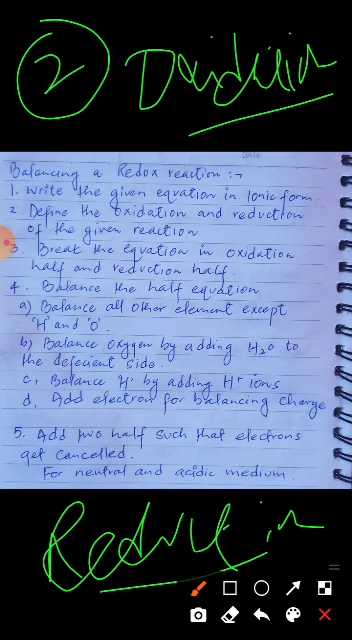 2 Oxidation
DATE
Balancing a Redox reaction :→
1. Write the given equation in Ionic form.
2. Define the oxidation and reduction
of the given reaction
3. Break the equation in oxidation
half and reduction half.
4. Balance the half equation
a) Balance all other element except
'H' and 'O'.
b) Balance oxygen by adding H2O to
the defecient side.
c, Balance 'H' by adding H+ ions
d, Add electron for balancing charge
5. Add two half such that electrons
get cancelled.
For neutral and acidic medium.
Reduction